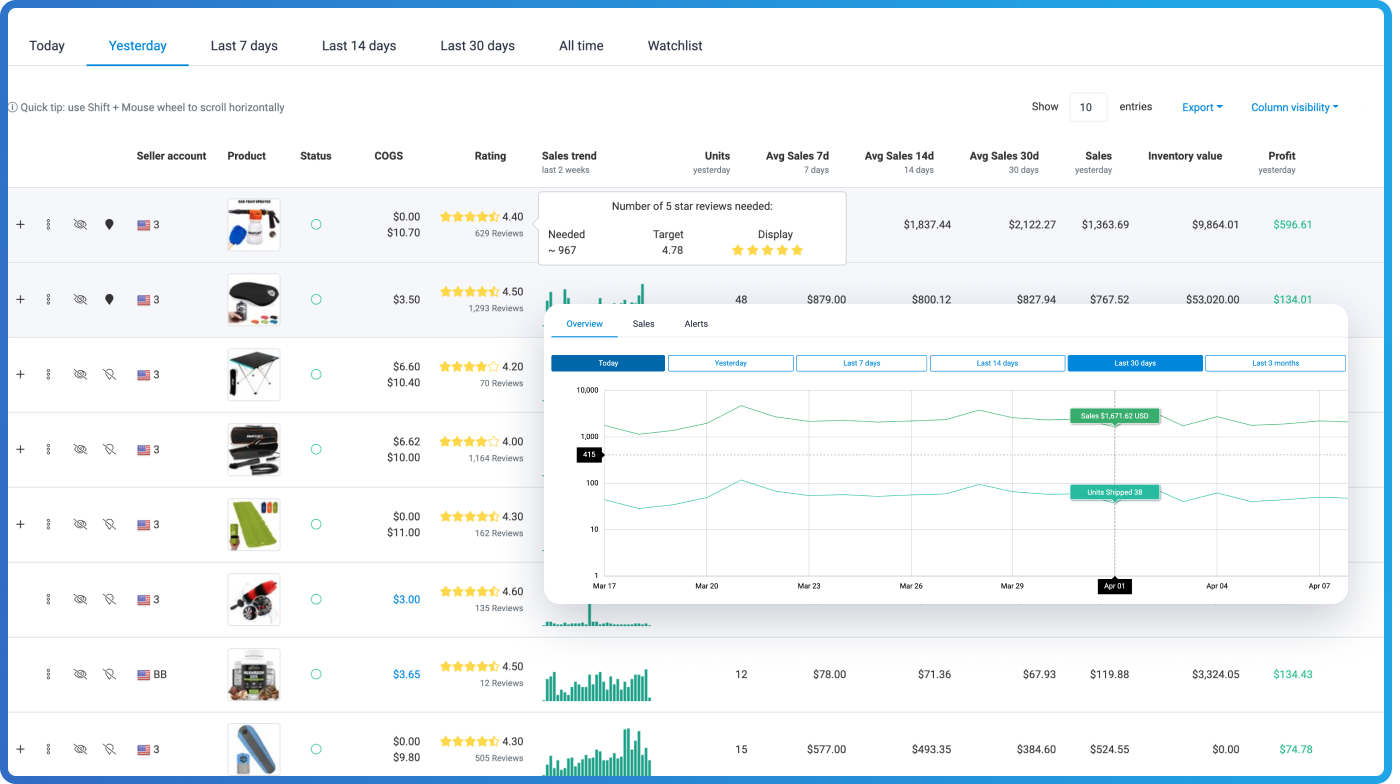 Today Yesterday Last 7 days Last 14 days Last 30 days All time Watchlist
Quick tip: use Shift + Mouse wheel to scroll horizontally
Show 10 entries Export Column visibility
Seller account Product Status COGS Rating Sales trend Units Avg Sales 7d Avg Sales 14d Avg Sales 30d Sales Inventory value Profit
last 2 weeks yesterday 7 days 14 days 30 days yesterday yesterday
Number of 5 star reviews needed:
Needed Target Display
~ 967 4.78
3 $0.00 4.40 $1,837.44 $2,122.27 $1,363.69 $9,864.01 $596.61
$10.70 629 Reviews
3 $3.50 4.50 48 $879.00 $800.12 $827.94 $767.52 $53,020.00 $134.01
1,293 Reviews
3 $6.60 4.20
$10.40 70 Reviews
3 $6.62 4.00
$10.00 1,164 Reviews
3 $0.00 4.30
$11.00 162 Reviews
3 $3.00 4.60
135 Reviews
Overview Sales Alerts
Today Yesterday Last 7 days Last 14 days Last 30 days Last 3 months
10,000
Sales $1,671.62 USD
1,000
415
100
Units Shipped 38
10
1
Mar 17 Mar 20 Mar 23 Mar 26 Mar 29 Apr 01 Apr 04 Apr 07
BB $3.65 4.50 12 $78.00 $71.36 $67.93 $119.88 $3,324.05 $134.43
12 Reviews
3 $0.00 4.30 15 $577.00 $493.35 $384.60 $524.55 $0.00 $74.78
$9.80 505 Reviews